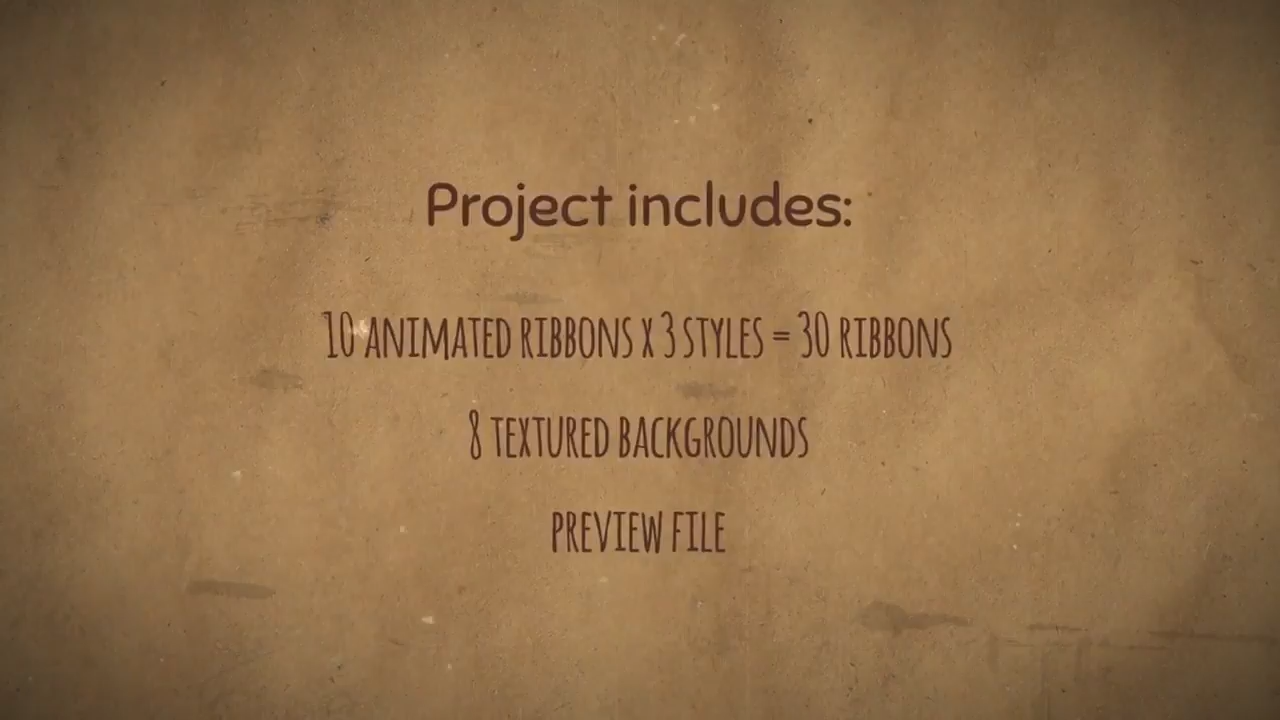 Project includes:
10 ANIMATED RIBBONS X 3 STYLES = 30 RIBBONS
8 TEXTURED BACKGROUNDS
PREVIEW FILE